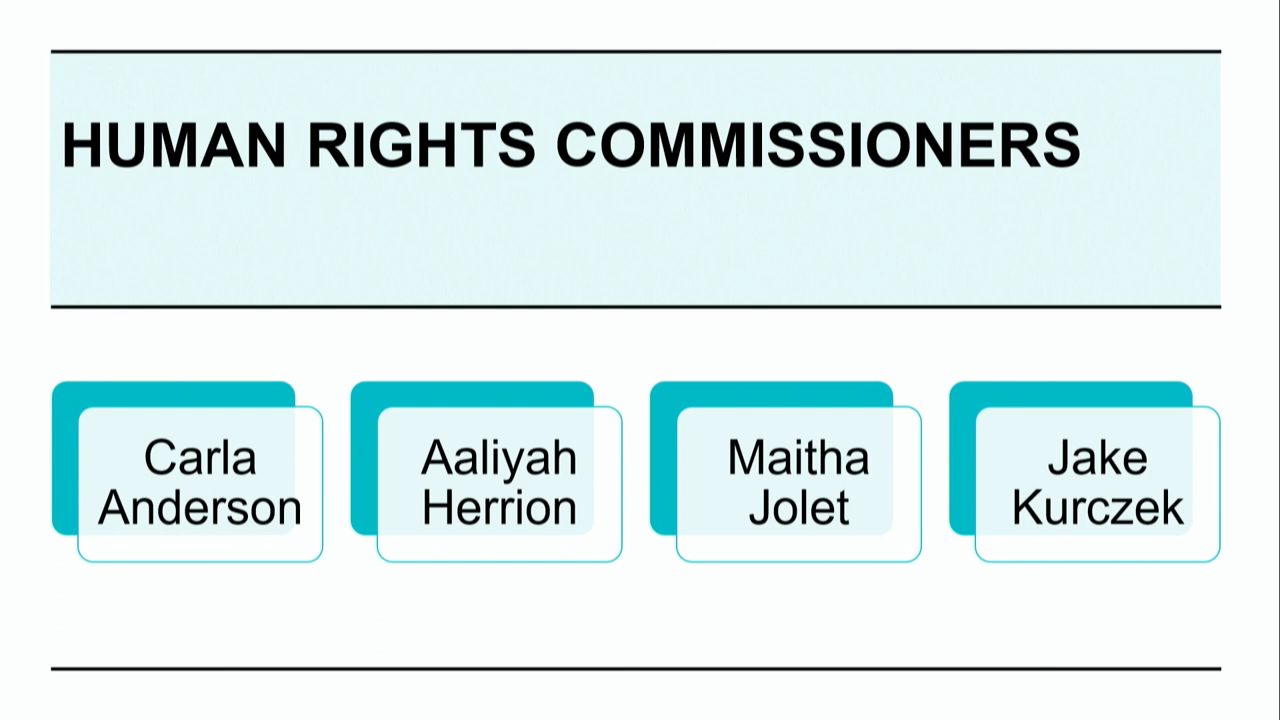 HUMAN RIGHTS COMMISSIONERS
Carla
Anderson
Aaliyah
Herrion
Maitha
Jolet
Jake
Kurczek